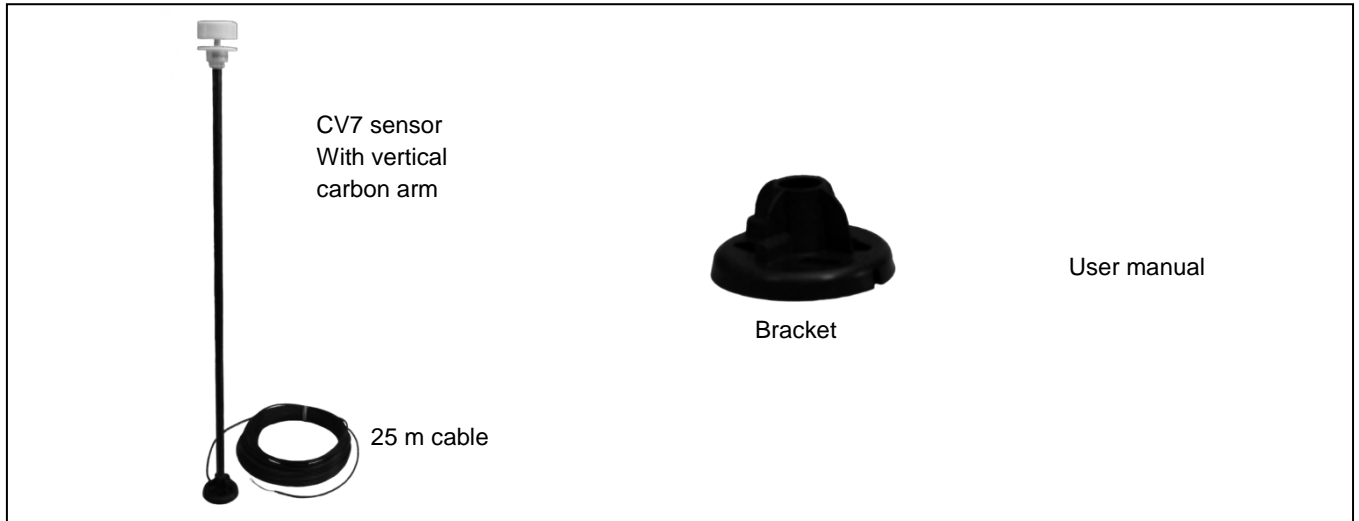 CV7 sensor
With vertical
carbon arm
25 m cable
Bracket
User manual